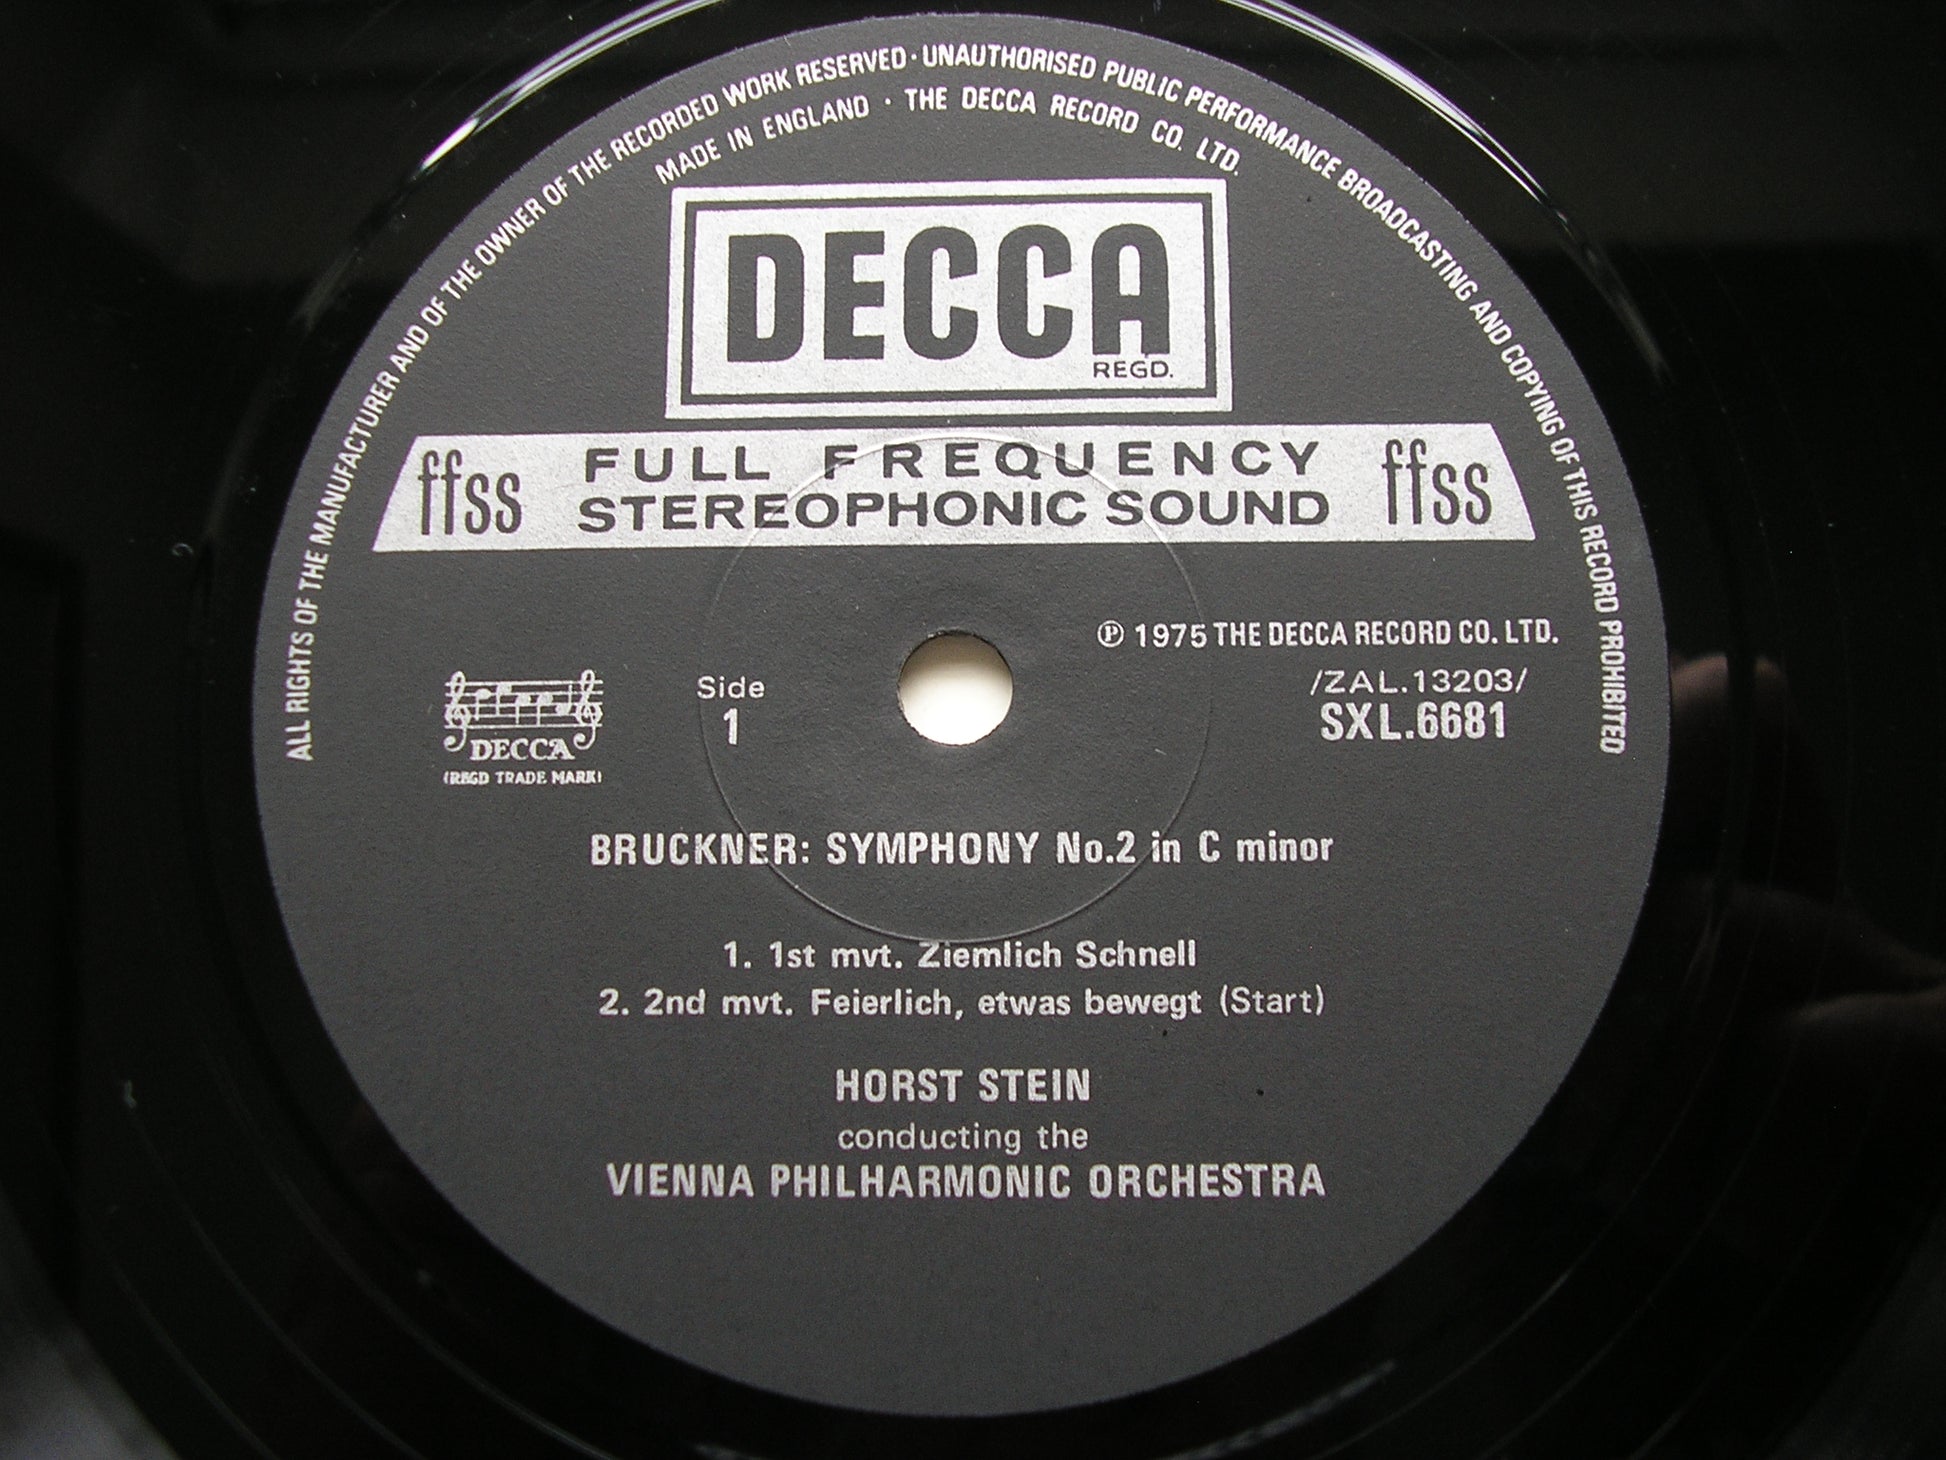 ALL RIGHTS OF THE MANUFACTURER AND OF THE OWNER OF THE RECORDED WORK RESERVED · UNAUTHORISED PUBLIC PERFORMANCE BROADCASTING AND COPYING OF THIS RECORD PROHIBITED
MADE IN ENGLAND · THE DECCA RECORD CO. LTD.
DECCA
REGD.
ffss FULL FREQUENCY STEREOPHONIC SOUND ffss
℗ 1975 THE DECCA RECORD CO. LTD.
/ZAL.13203/
SXL.6681
Side
1
DECCA
(REGD TRADE MARK)
BRUCKNER: SYMPHONY No.2 in C minor
1. 1st mvt. Ziemlich Schnell
2. 2nd mvt. Feierlich, etwas bewegt (Start)
HORST STEIN
conducting the
VIENNA PHILHARMONIC ORCHESTRA